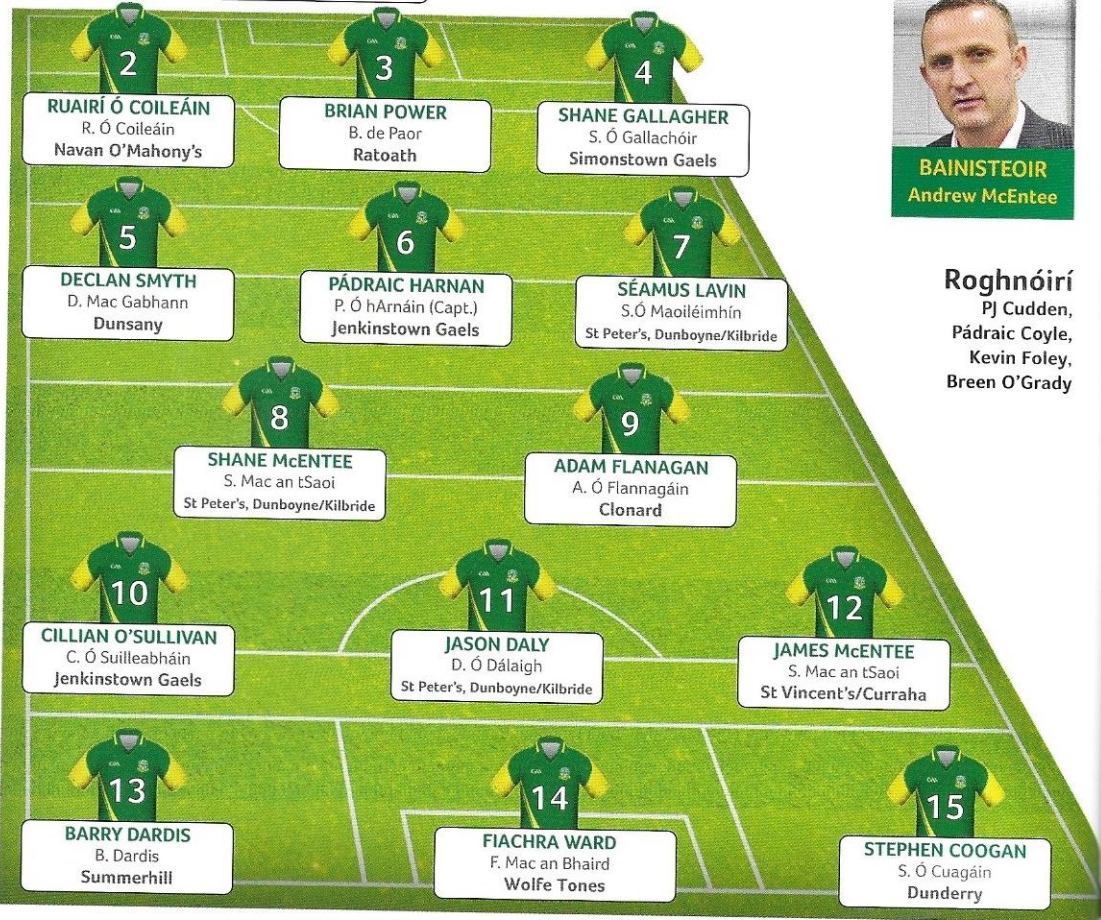 2
RUAIRÍ Ó COILEÁIN
R. Ó Coileáin
Navan O'Mahony's
3
BRIAN POWER
B. de Paor
Ratoath
4
SHANE GALLAGHER
S. Ó Gallachóir
Simonstown Gaels
BAINISTEOIR
Andrew McEntee
5
DECLAN SMYTH
D. Mac Gabhann
Dunsany
6
PÁDRAIC HARNAN
P. Ó hArnáin (Capt.)
Jenkinstown Gaels
7
SÉAMUS LAVIN
S.Ó Maoiléimhín
St Peter's, Dunboyne/Kilbride
Roghnóirí
PJ Cudden,
Pádraic Coyle,
Kevin Foley,
Breen O'Grady
8
SHANE McENTEE
S. Mac an tSaoi
St Peter's, Dunboyne/Kilbride
9
ADAM FLANAGAN
A. Ó Flannagáin
Clonard
10
CILLIAN O'SULLIVAN
C. Ó Suilleabháin
Jenkinstown Gaels
11
JASON DALY
D. Ó Dálaigh
St Peter's, Dunboyne/Kilbride
12
JAMES McENTEE
S. Mac an tSaoi
St Vincent's/Curraha
13
BARRY DARDIS
B. Dardis
Summerhill
14
FIACHRA WARD
F. Mac an Bhaird
Wolfe Tones
15
STEPHEN COOGAN
S. Ó Cuagáin
Dunderry